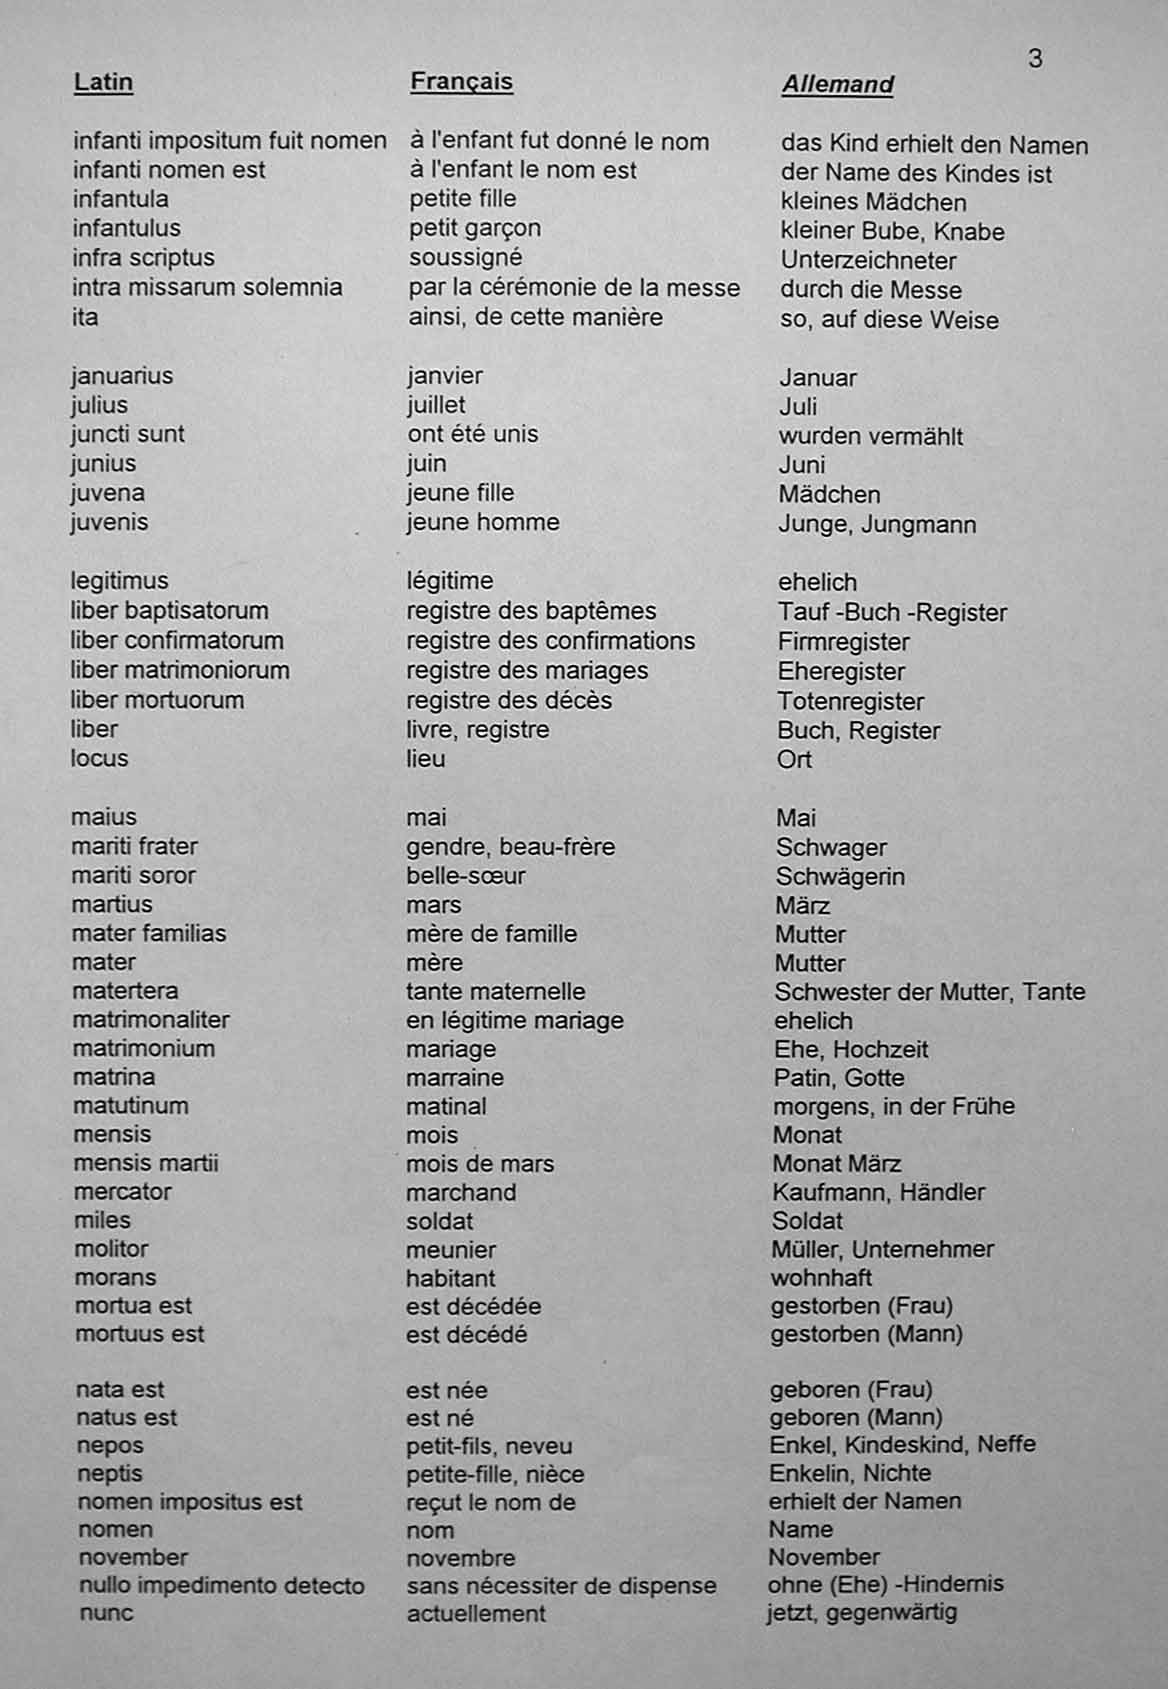 3
Latin Français Allemand
infanti impositum fuit nomen à l'enfant fut donné le nom das Kind erhielt den Namen
infanti nomen est à l'enfant le nom est der Name des Kindes ist
infantula petite fille kleines Mädchen
infantulus petit garçon kleiner Bube, Knabe
infra scriptus soussigné Unterzeichneter
intra missarum solemnia par la cérémonie de la messe durch die Messe
ita ainsi, de cette manière so, auf diese Weise
januarius janvier Januar
julius juillet Juli
juncti sunt ont été unis wurden vermählt
junius juin Juni
juvena jeune fille Mädchen
juvenis jeune homme Junge, Jungmann
legitimus légitime ehelich
liber baptisatorum registre des baptêmes Tauf -Buch -Register
liber confirmatorum registre des confirmations Firmregister
liber matrimoniorum registre des mariages Eheregister
liber mortuorum registre des décès Totenregister
liber livre, registre Buch, Register
locus lieu Ort
maius mai Mai
mariti frater gendre, beau-frère Schwager
mariti soror belle-sœur Schwägerin
martius mars März
mater familias mère de famille Mutter
mater mère Mutter
matertera tante maternelle Schwester der Mutter, Tante
matrimonaliter en légitime mariage ehelich
matrimonium mariage Ehe, Hochzeit
matrina marraine Patin, Gotte
matutinum matinal morgens, in der Frühe
mensis mois Monat
mensis martii mois de mars Monat März
mercator marchand Kaufmann, Händler
miles soldat Soldat
molitor meunier Müller, Unternehmer
morans habitant wohnhaft
mortua est est décédée gestorben (Frau)
mortuus est est décédé gestorben (Mann)
nata est est née geboren (Frau)
natus est est né geboren (Mann)
nepos petit-fils, neveu Enkel, Kindeskind, Neffe
neptis petite-fille, nièce Enkelin, Nichte
nomen impositus est reçut le nom de erhielt der Namen
nomen nom Name
november novembre November
nullo impedimento detecto sans nécessiter de dispense ohne (Ehe) -Hindernis
nunc actuellement jetzt, gegenwärtig